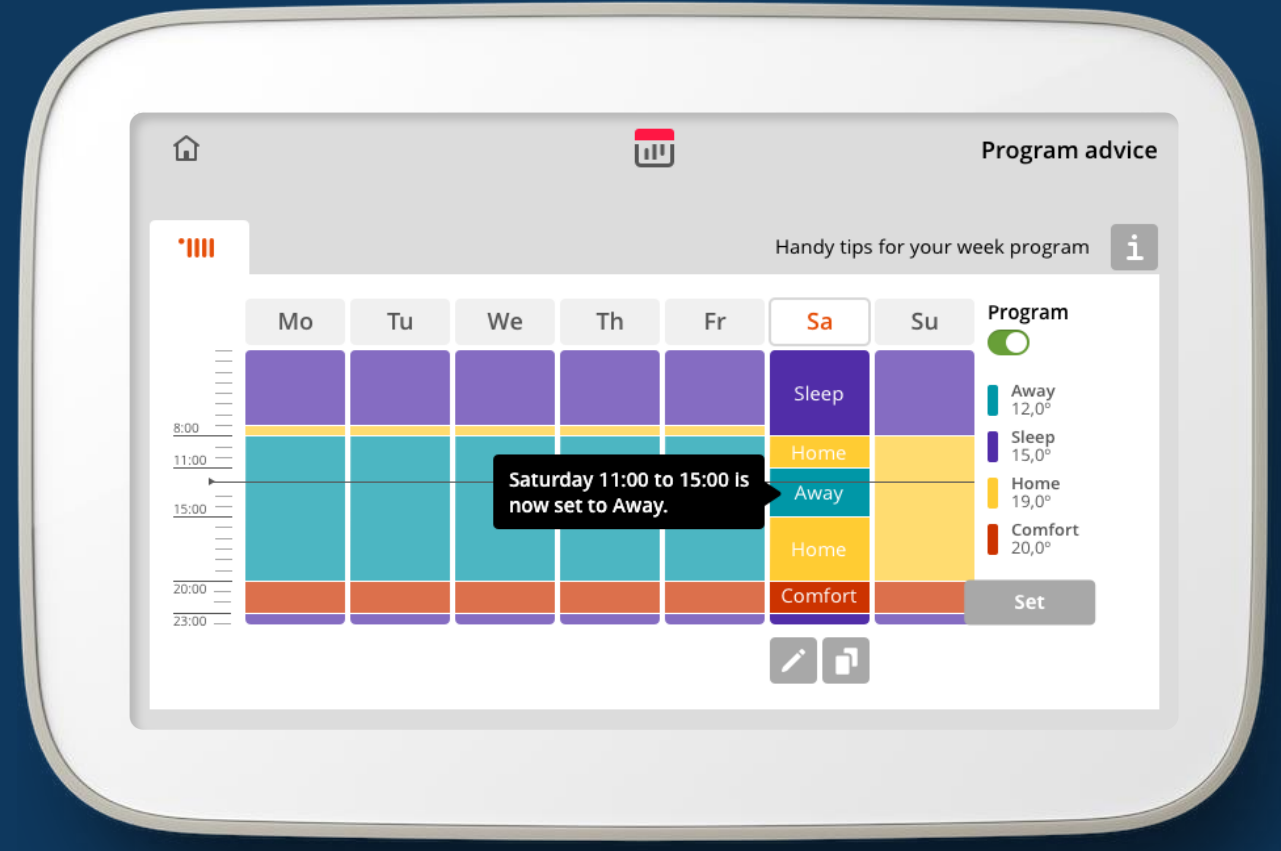 Program advice
Handy tips for your week program
i
Mo Tu We Th Fr Sa Su
Program
Sleep
Away
12,0°
8:00
Sleep
15,0°
11:00
Home
Saturday 11:00 to 15:00 is
now set to Away.
Away
Home
19,0°
15:00
Home
Comfort
20,0°
20:00
Comfort
Set
23:00